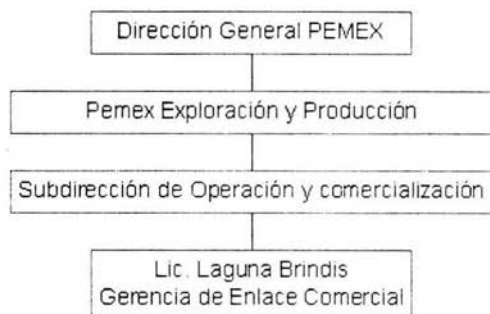 Dirección General PEMEX
Pemex Exploración y Producción
Subdirección de Operación y comercialización
Lic. Laguna Brindis
Gerencia de Enlace Comercial